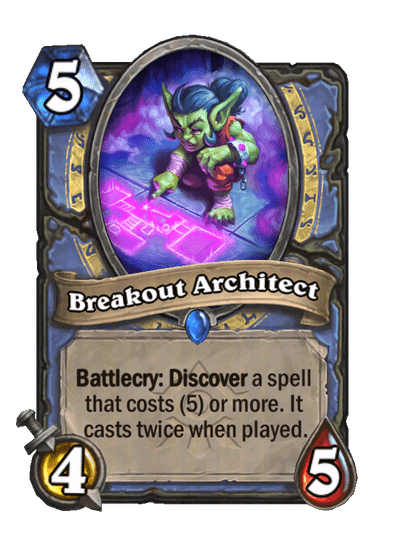 5
Breakout Architect
Battlecry: Discover a spell
that costs (5) or more. It
casts twice when played.
4
5